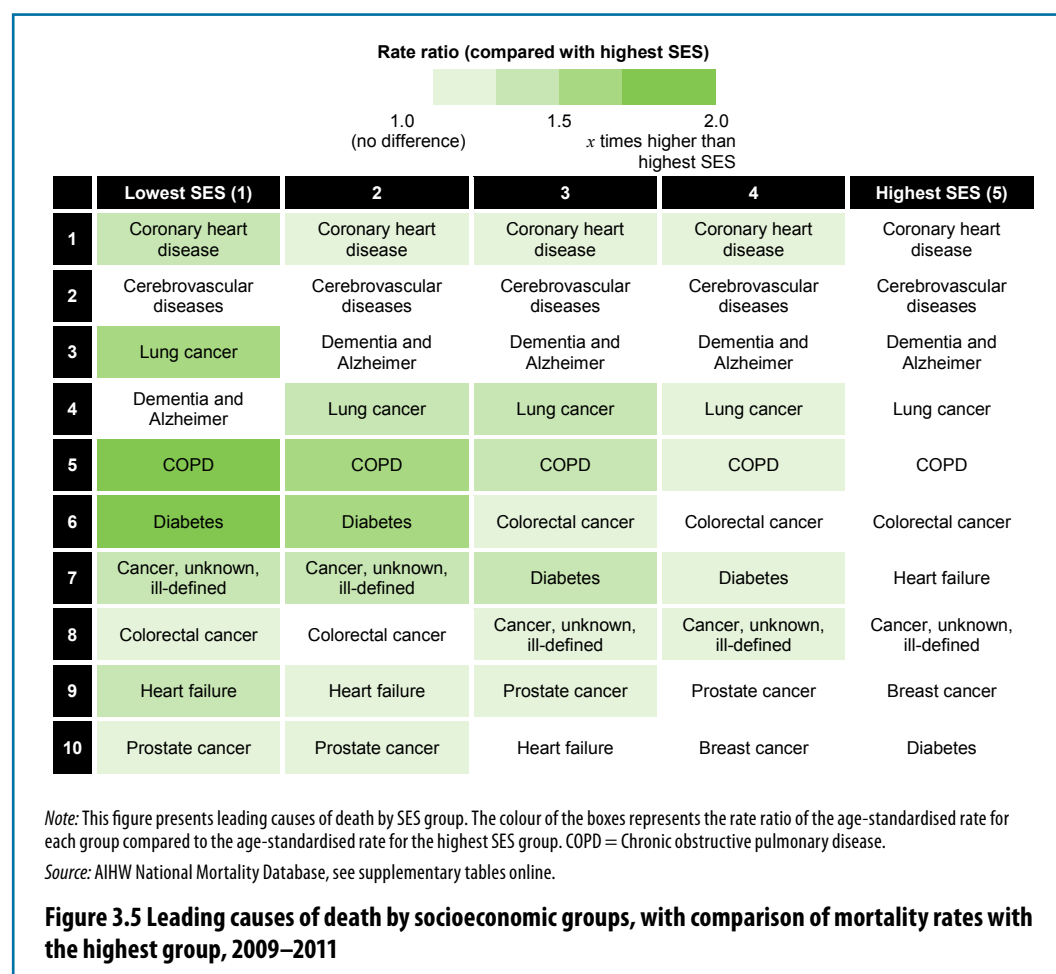 Rate ratio (compared with highest SES)
1.0 1.5 2.0
(no difference) x times higher than
highest SES
Lowest SES (1) 2 3 4 Highest SES (5)
1 Coronary heart Coronary heart Coronary heart Coronary heart Coronary heart
disease disease disease disease disease
2 Cerebrovascular Cerebrovascular Cerebrovascular Cerebrovascular Cerebrovascular
diseases diseases diseases diseases diseases
3 Lung cancer Dementia and Dementia and Dementia and Dementia and
Alzheimer Alzheimer Alzheimer Alzheimer
4 Dementia and Lung cancer Lung cancer Lung cancer Lung cancer
Alzheimer
5 COPD COPD COPD COPD COPD
6 Diabetes Diabetes Colorectal cancer Colorectal cancer Colorectal cancer
7 Cancer, unknown, Cancer, unknown, Diabetes Diabetes Heart failure
ill-defined ill-defined
8 Colorectal cancer Colorectal cancer Cancer, unknown, Cancer, unknown, Cancer, unknown,
ill-defined ill-defined ill-defined
9 Heart failure Heart failure Prostate cancer Prostate cancer Breast cancer
10 Prostate cancer Prostate cancer Heart failure Breast cancer Diabetes
Note: This figure presents leading causes of death by SES group. The colour of the boxes represents the rate ratio of the age-standardised rate for
each group compared to the age-standardised rate for the highest SES group. COPD = Chronic obstructive pulmonary disease.
Source: AIHW National Mortality Database, see supplementary tables online.
Figure 3.5 Leading causes of death by socioeconomic groups, with comparison of mortality rates with
the highest group, 2009–2011